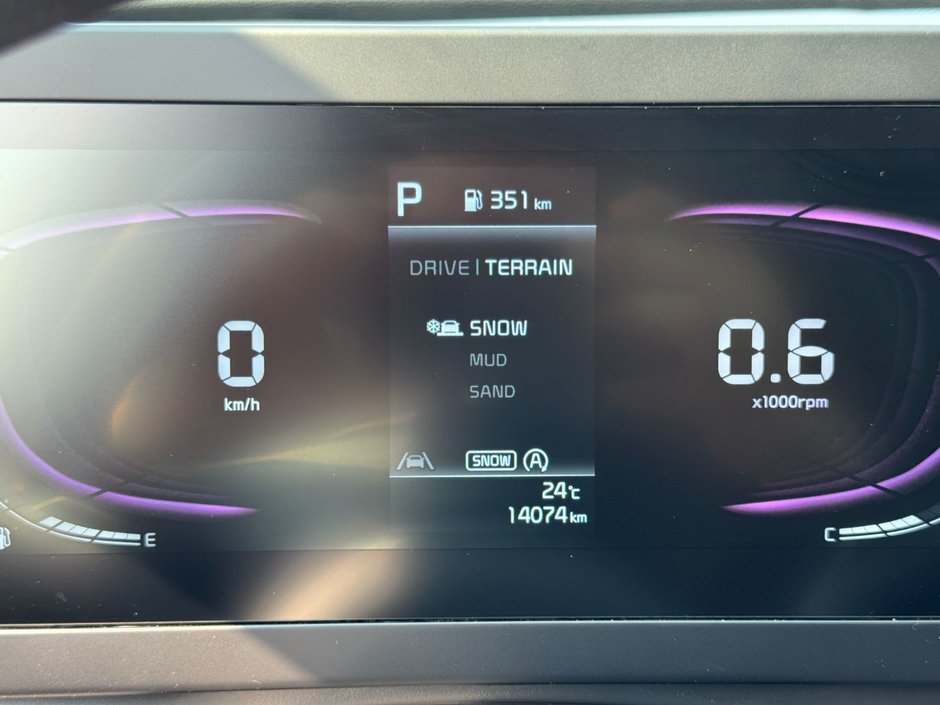 P 351 km
DRIVE | TERRAIN
SNOW
MUD
SAND
0
km/h
0.6
x1000rpm
SNOW A
24°C
14074 km
E
C